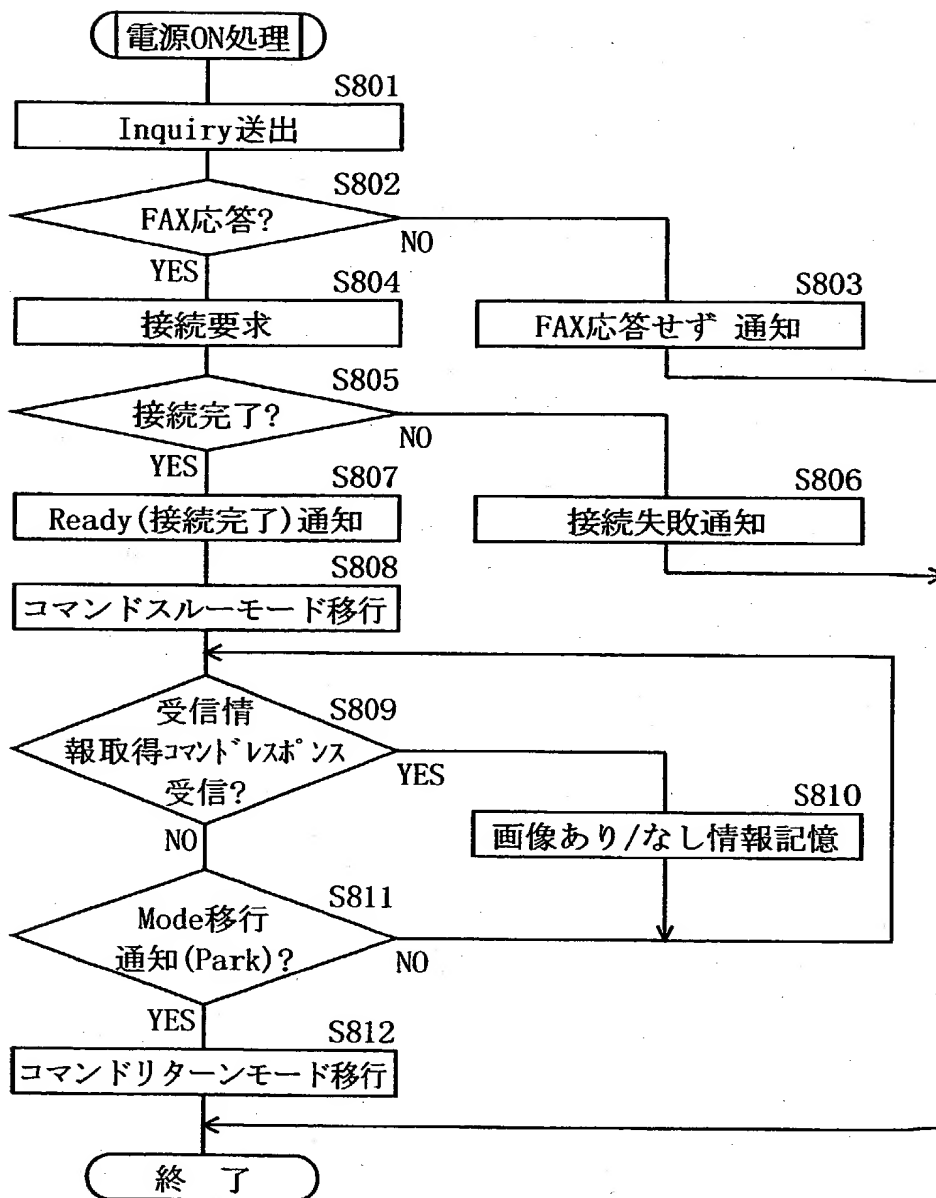 電源ON処理
S801
Inquiry送出
S802
FAX応答?
NO
YES
S804
接続要求
S803
FAX応答せず 通知
S805
接続完了?
NO
YES
S807
Ready(接続完了)通知
S806
接続失敗通知
S808
コマンドスルーモード移行
S809
受信情
報取得コマンドレスポンス
受信?
YES
NO
S810
画像あり/なし情報記憶
S811
Mode移行
通知(Park)?
NO
YES
S812
コマンドリターンモード移行
終 了